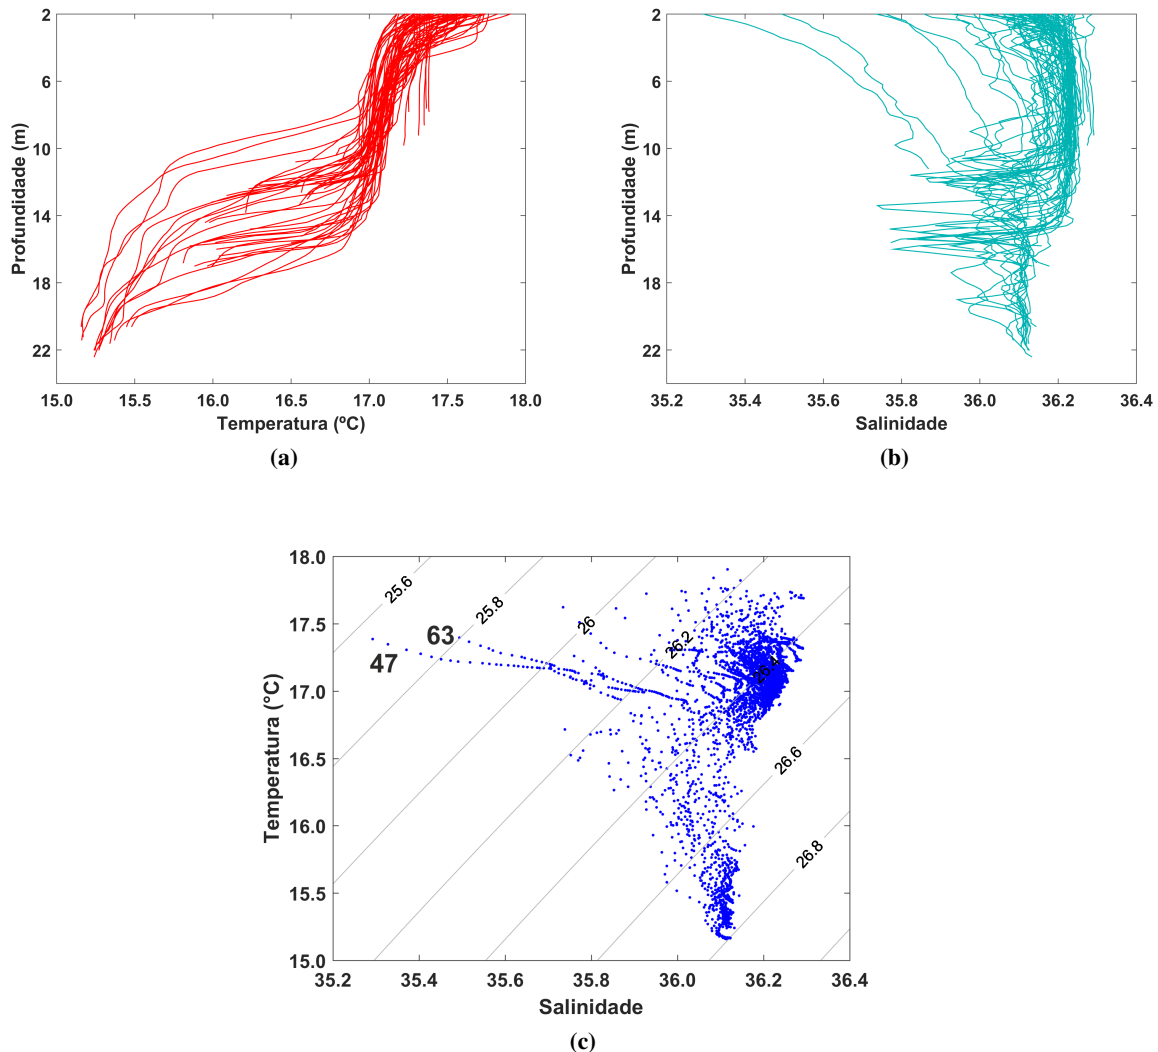 2
6
10
14
18
22
Profundidade (m)
15.0 15.5 16.0 16.5 17.0 17.5 18.0
Temperatura (ºC)
(a)
2
6
10
14
18
22
Profundidade (m)
35.2 35.4 35.6 35.8 36.0 36.2 36.4
Salinidade
(b)
18.0
17.5
17.0
16.5
16.0
15.5
15.0
Temperatura (°C)
25.6
25.8
26
26.2
26.4
26.6
26.8
63
47
35.2 35.4 35.6 35.8 36.0 36.2 36.4
Salinidade
(c)